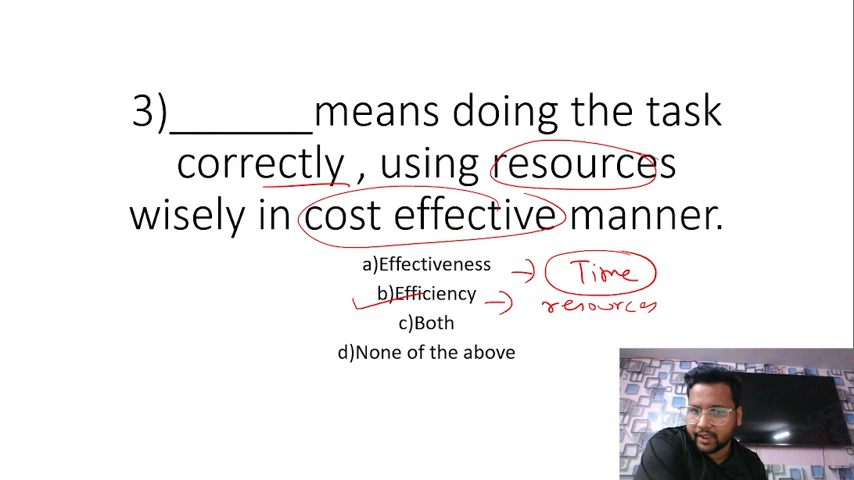 3)______means doing the task
correctly , using resources
wisely in cost effective manner.
a)Effectiveness → Time
b)Efficiency → resources
c)Both
d)None of the above